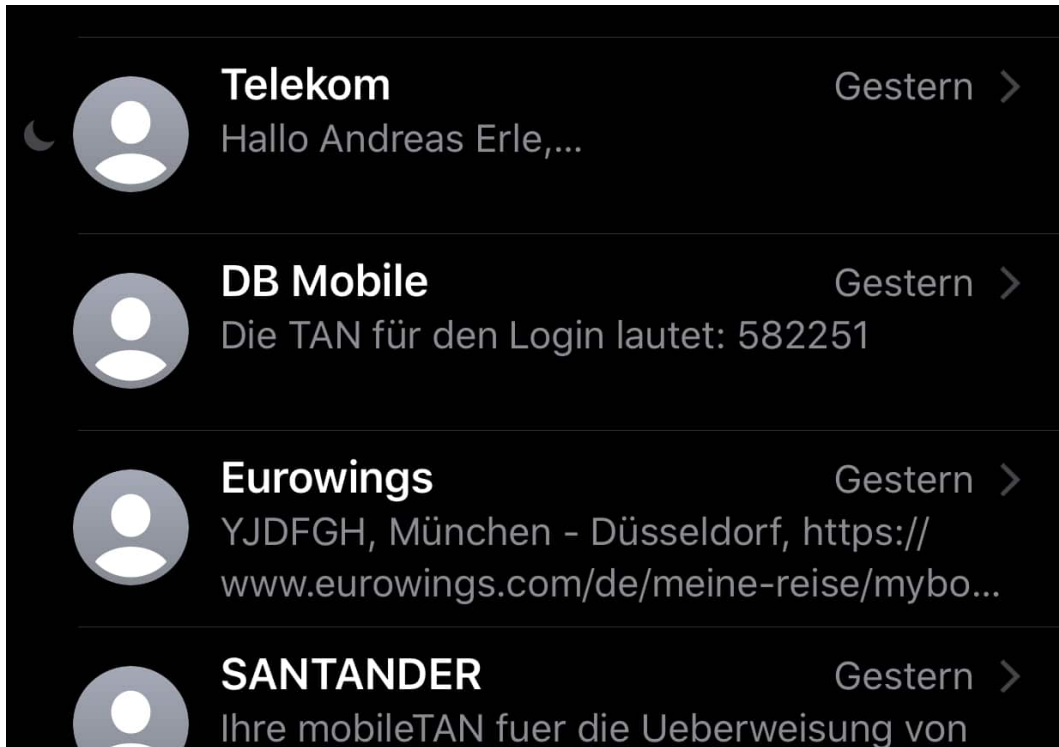 Telekom
Gestern
Hallo Andreas Erle,...
DB Mobile
Gestern
Die TAN für den Login lautet: 582251
Eurowings
Gestern
YJDFGH, München - Düsseldorf, https://
www.eurowings.com/de/meine-reise/mybo...
SANTANDER
Gestern
Ihre mobileTAN fuer die Ueberweisung von